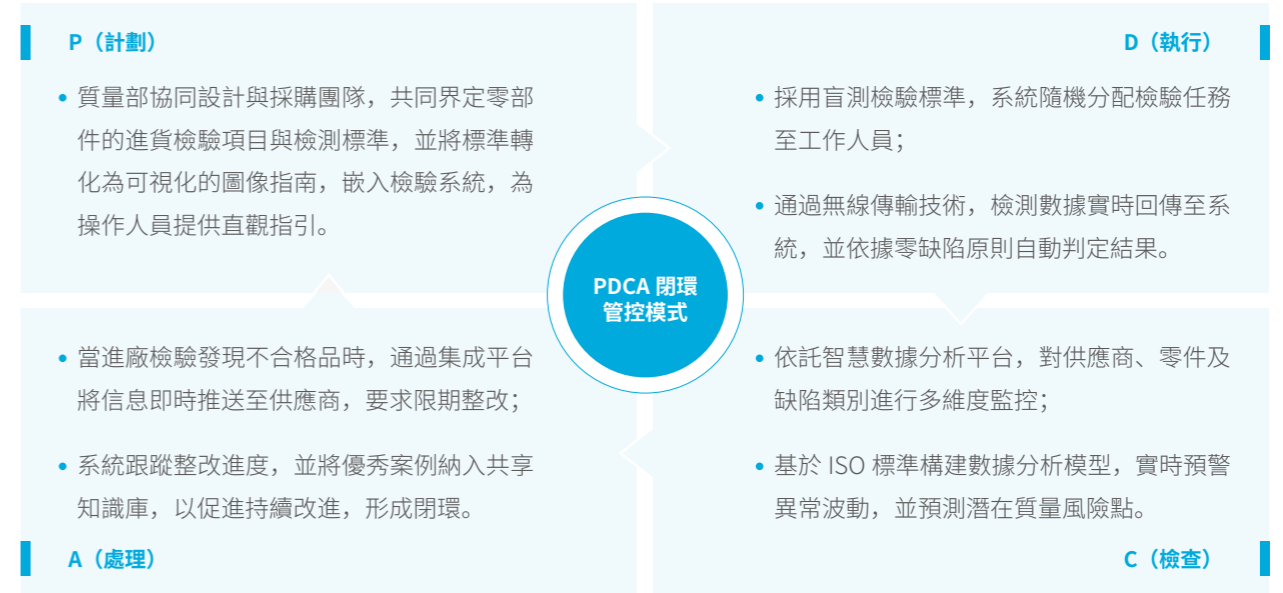 P（計劃）
• 質量部協同設計與採購團隊，共同界定零部
件的進貨檢驗項目與檢測標準，並將標準轉
化為可視化的圖像指南，嵌入檢驗系統，為
操作人員提供直觀指引。
D（執行）
• 採用盲測檢驗標準，系統隨機分配檢驗任務
至工作人員；
• 通過無線傳輸技術，檢測數據實時回傳至系
統，並依據零缺陷原則自動判定結果。
PDCA 閉環
管控模式
• 當進廠檢驗發現不合格品時，通過集成平台
將信息即時推送至供應商，要求限期整改；
• 系統跟蹤整改進度，並將優秀案例納入共享
知識庫，以促進持續改進，形成閉環。
A（處理）
• 依託智慧數據分析平台，對供應商、零件及
缺陷類別進行多維度監控；
• 基於 ISO 標準構建數據分析模型，實時預警
異常波動，並預測潛在質量風險點。
C（檢查）